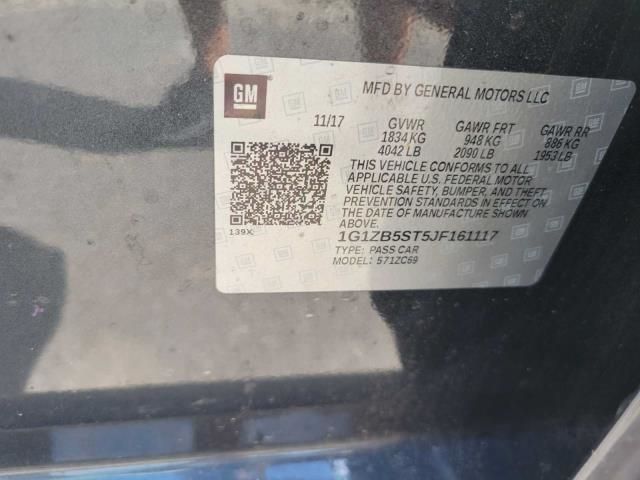 GM
MFD BY GENERAL MOTORS LLC
11/17 GVWR GAWR FRT GAWR RR
1834 KG 948 KG 886 KG
4042 LB 2090 LB 1953 LB
THIS VEHICLE CONFORMS TO ALL
APPLICABLE U.S. FEDERAL MOTOR
VEHICLE SAFETY, BUMPER, AND THEFT
PREVENTION STANDARDS IN EFFECT ON
THE DATE OF MANUFACTURE SHOWN
ABOVE.
139X
1G1ZB5ST5JF161117
TYPE: PASS CAR
MODEL: 571ZC69